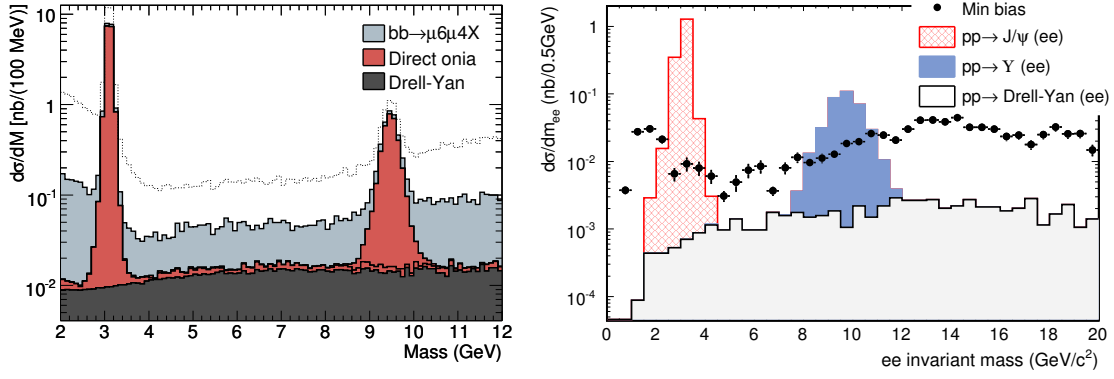 dσ/dM [nb/(100 MeV)]
10
1
10⁻¹
10⁻²
bb→μ6μ4X
Direct onia
Drell-Yan
2 3 4 5 6 7 8 9 10 11 12
Mass (GeV)
dσ/dm_ee (nb/0.5GeV)
1
10⁻¹
10⁻²
10⁻³
10⁻⁴
Min bias
pp→ J/ψ (ee)
pp→ Υ (ee)
pp→ Drell-Yan (ee)
0 2 4 6 8 10 12 14 16 18 20
ee invariant mass (GeV/c²)